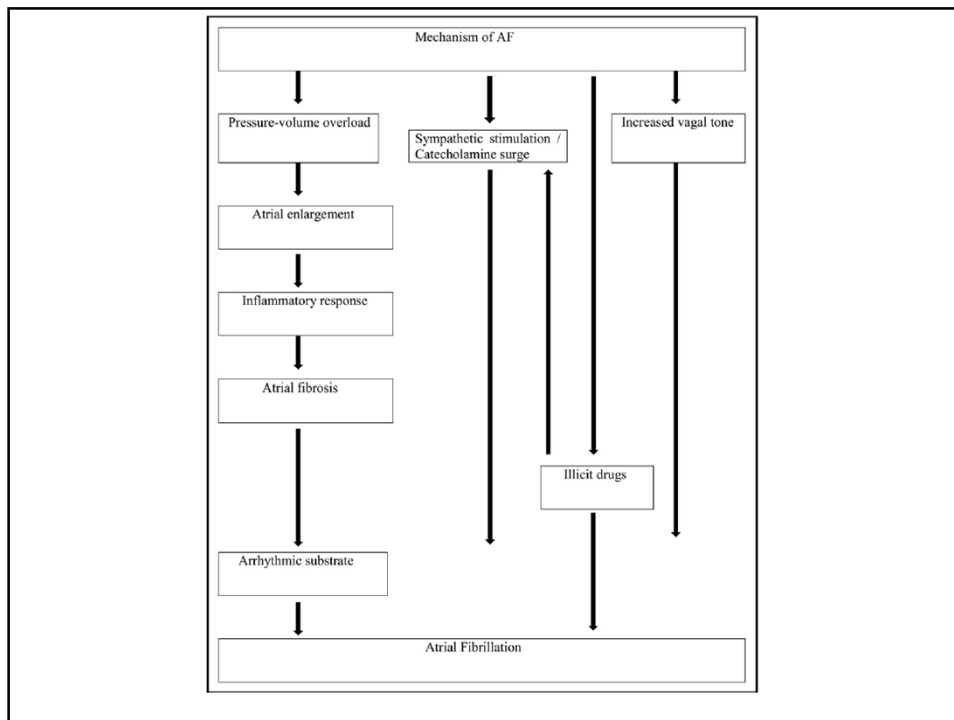 Mechanism of AF
Pressure-volume overload
Sympathetic stimulation /
Catecholamine surge
Increased vagal tone
Atrial enlargement
Inflammatory response
Atrial fibrosis
Illicit drugs
Arrhythmic substrate
Atrial Fibrillation